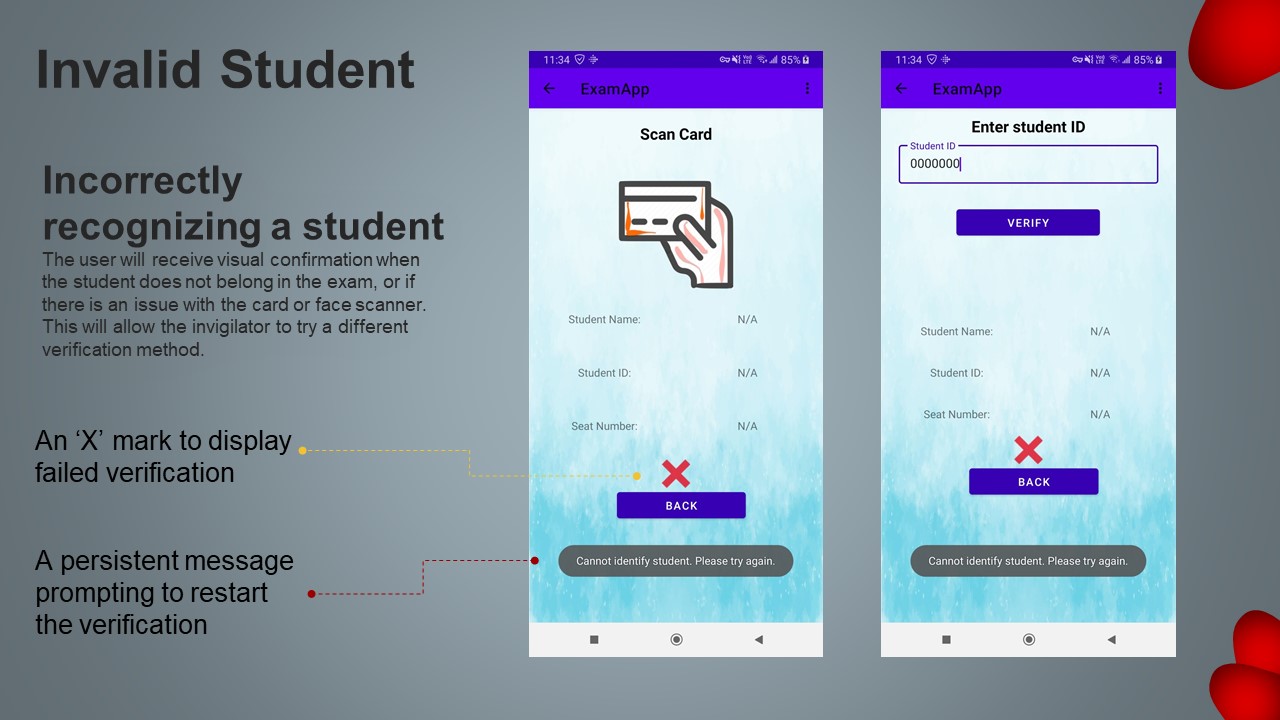 Invalid Student
Incorrectly
recognizing a student
The user will receive visual confirmation when
the student does not belong in the exam, or if
there is an issue with the card or face scanner.
This will allow the invigilator to try a different
verification method.
An ‘X’ mark to display
failed verification
A persistent message
prompting to restart
the verification
11:34 85%
ExamApp
Scan Card
Student Name: N/A
Student ID: N/A
Seat Number: N/A
BACK
Cannot identify student. Please try again.
11:34 85%
ExamApp
Enter student ID
Student ID
0000000
VERIFY
Student Name: N/A
Student ID: N/A
Seat Number: N/A
BACK
Cannot identify student. Please try again.